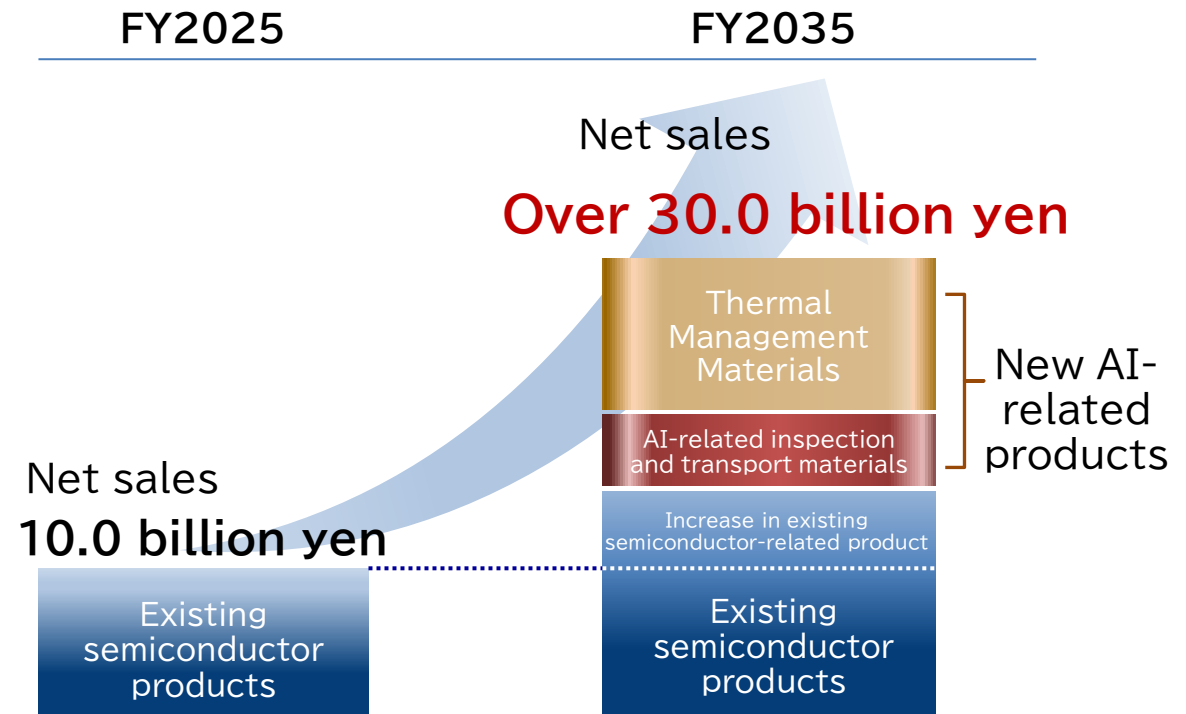 FY2025
FY2035
Net sales
Over 30.0 billion yen
Thermal
Management
Materials
AI-related inspection
and transport materials
New AI-
related
products
Net sales
10.0 billion yen
Increase in existing
semiconductor-related product
Existing
semiconductor
products
Existing
semiconductor
products